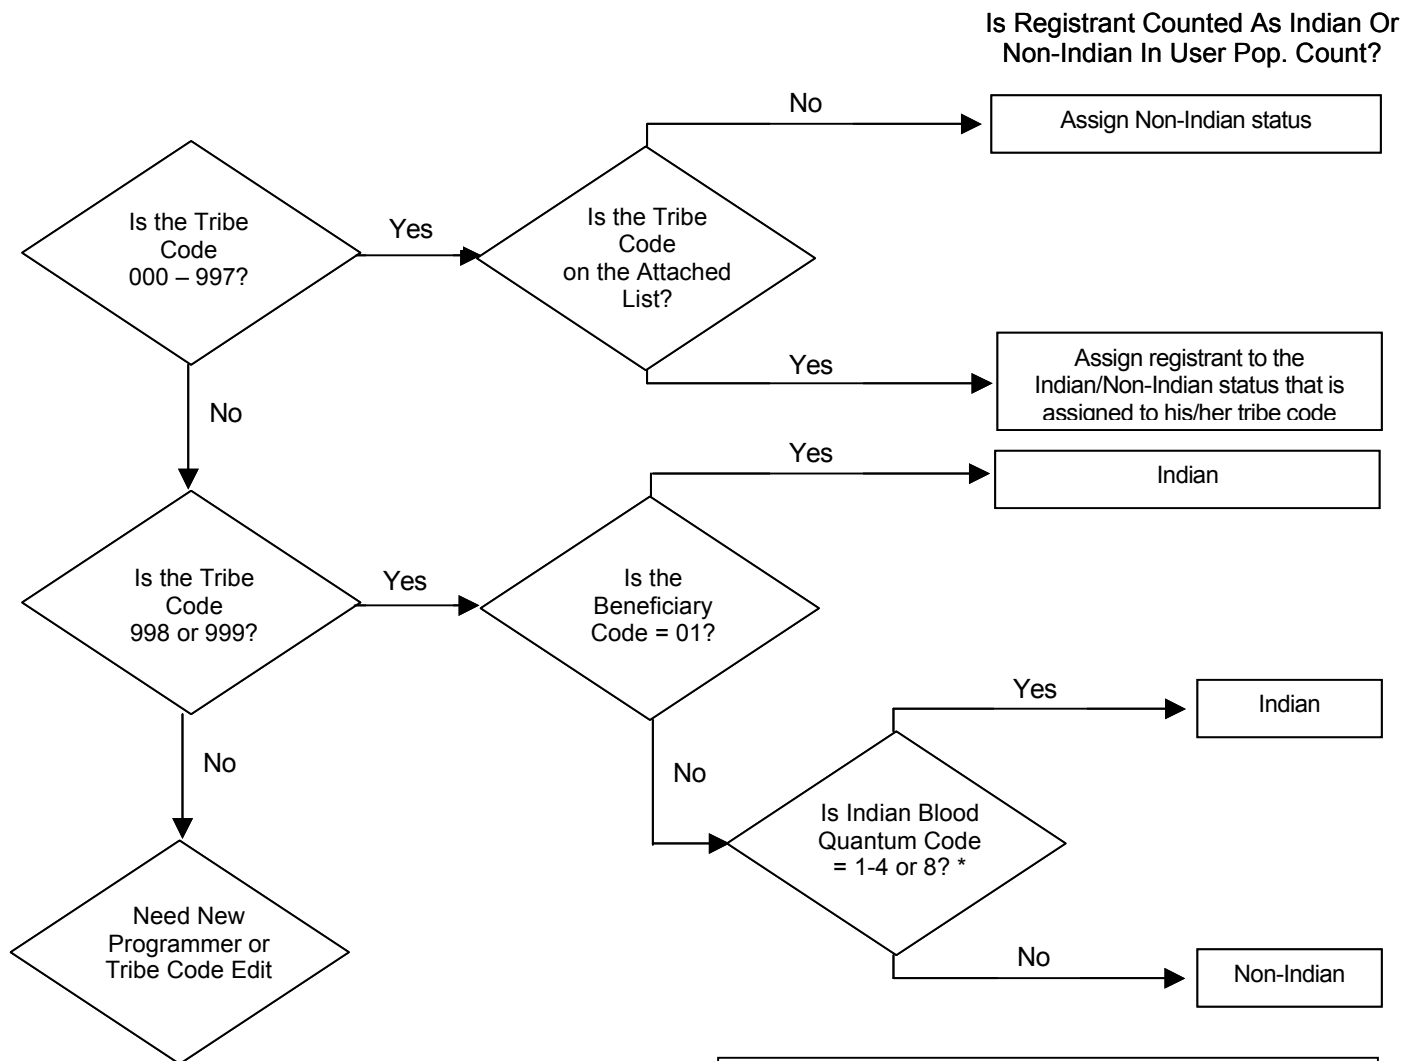 Is Registrant Counted As Indian Or
Non-Indian In User Pop. Count?
No
Assign Non-Indian status
Is the Tribe
Code
000 – 997?
Yes
Is the Tribe
Code
on the Attached
List?
Yes
Assign registrant to the
Indian/Non-Indian status that is
assigned to his/her tribe code
No
Yes
Indian
Is the Tribe
Code
998 or 999?
Yes
Is the
Beneficiary
Code = 01?
Yes
Indian
No
No
Is Indian Blood
Quantum Code
= 1-4 or 8? *
Need New
Programmer or
Tribe Code Edit
No
Non-Indian